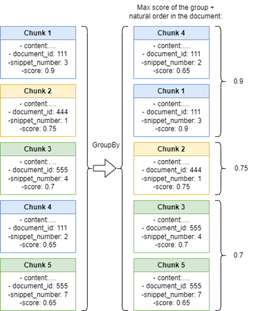 Max score of the group +
natural order in the document:
Chunk 1
- content:....
- document_id: 111
-snippet_number: 3
-score: 0.9
Chunk 2
- content:....
- document_id: 444
-snippet_number: 1
-score: 0.75
Chunk 3
- content:....
- document_id: 555
-snippet_number: 4
-score: 0.7
Chunk 4
- content:....
- document_id: 111
-snippet_number: 2
-score: 0.65
Chunk 5
- content:....
- document_id: 555
-snippet_number: 7
-score: 0.65
GroupBy
Chunk 4
- content:....
- document_id: 111
-snippet_number: 2
-score: 0.65
Chunk 1
- content:....
- document_id: 111
-snippet_number: 3
-score: 0.9
Chunk 2
- content:....
- document_id: 444
-snippet_number: 1
-score: 0.75
Chunk 3
- content:....
- document_id: 555
-snippet_number: 4
-score: 0.7
Chunk 5
- content:....
- document_id: 555
-snippet_number: 7
-score: 0.65
0.9
0.75
0.7